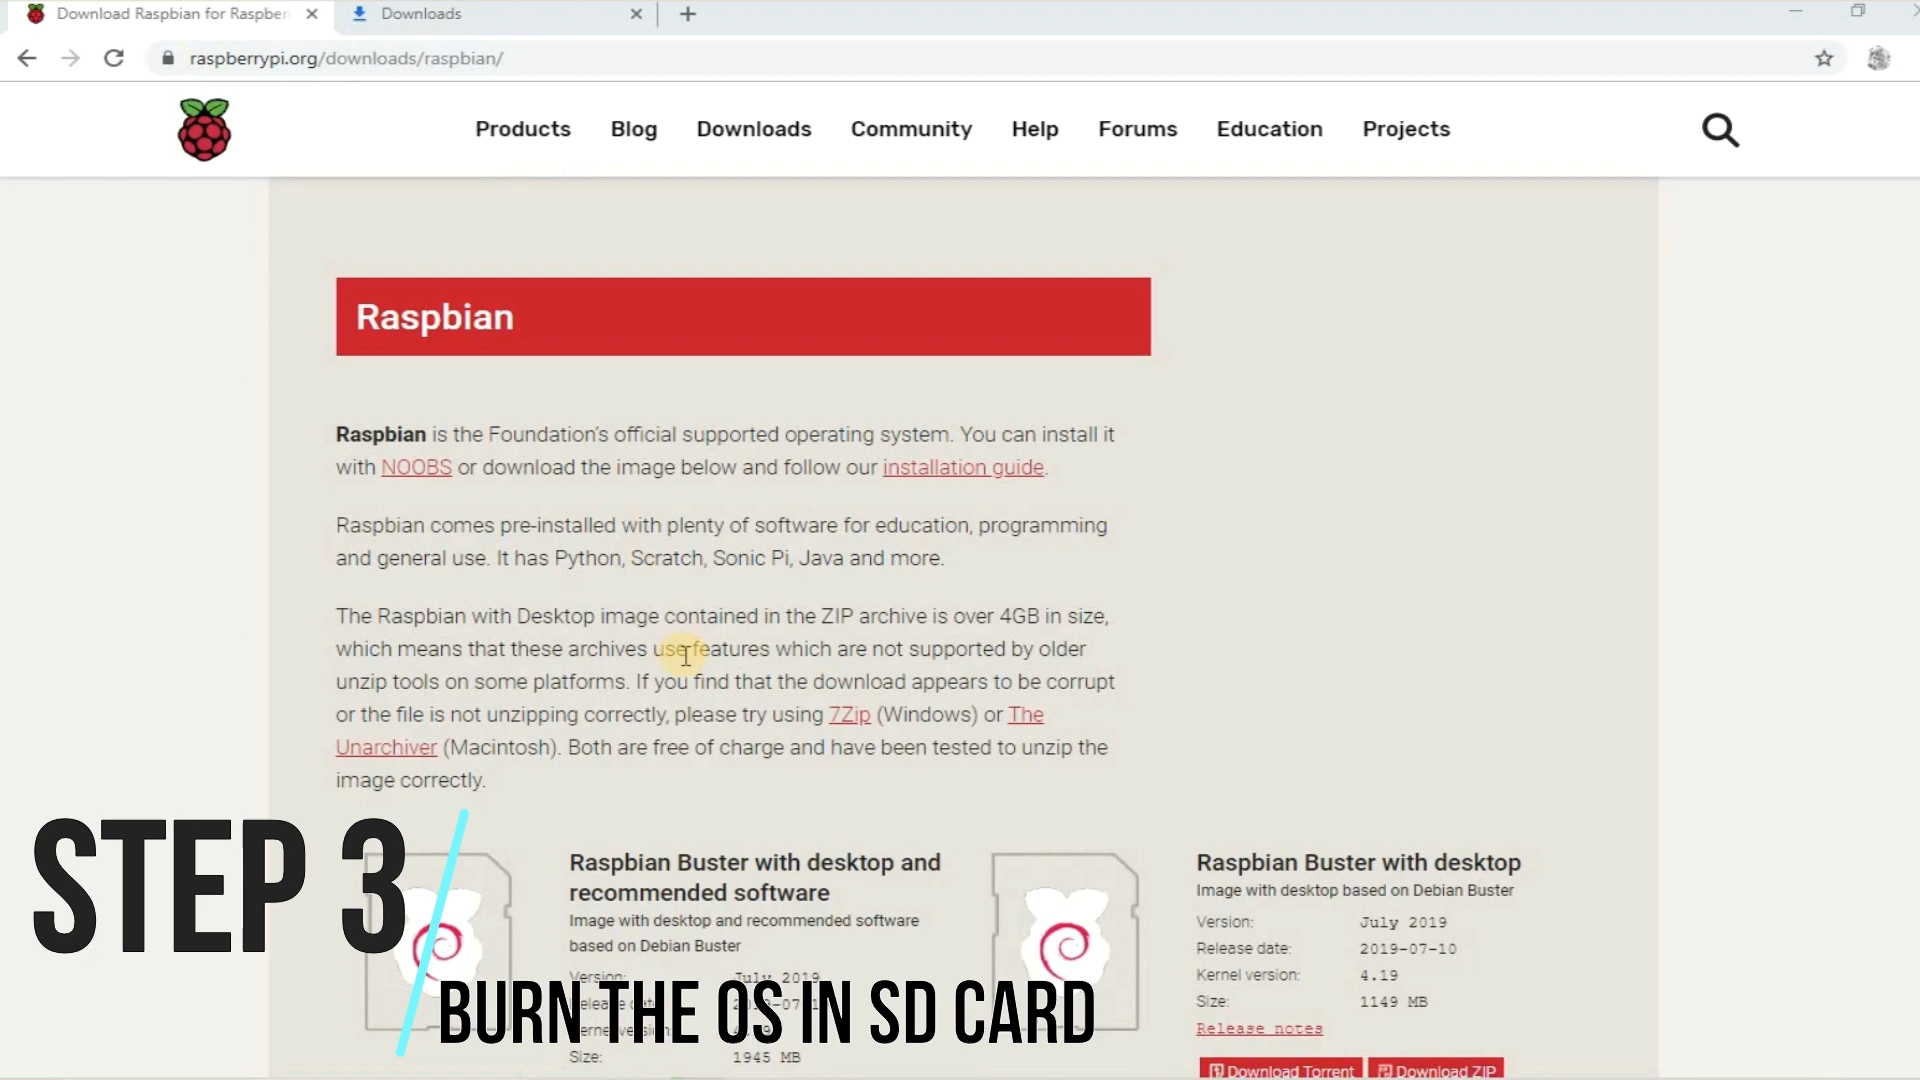 Download Raspbian for Raspber
Downloads
raspberrypi.org/downloads/raspbian/
Products Blog Downloads Community Help Forums Education Projects
Raspbian
Raspbian is the Foundation's official supported operating system. You can install it
with NOOBS or download the image below and follow our installation guide.
Raspbian comes pre-installed with plenty of software for education, programming
and general use. It has Python, Scratch, Sonic Pi, Java and more.
The Raspbian with Desktop image contained in the ZIP archive is over 4GB in size,
which means that these archives use features which are not supported by older
unzip tools on some platforms. If you find that the download appears to be corrupt
or the file is not unzipping correctly, please try using 7Zip (Windows) or The
Unarchiver (Macintosh). Both are free of charge and have been tested to unzip the
image correctly.
STEP 3
BURN THE OS IN SD CARD
Raspbian Buster with desktop and
recommended software
Image with desktop and recommended software
based on Debian Buster
Version: July 2019
Size: 1945 MB
Raspbian Buster with desktop
Image with desktop based on Debian Buster
Version: July 2019
Release date: 2019-07-10
Kernel version: 4.19
Size: 1149 MB
Release notes
Download Torrent Download ZIP